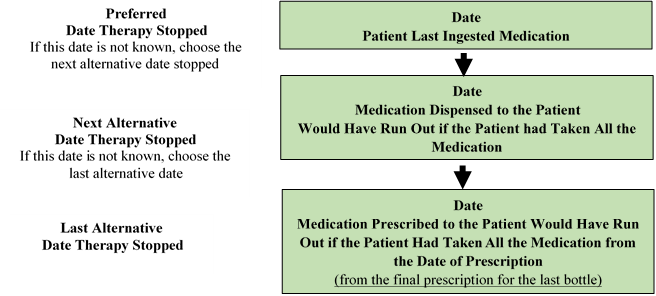 Preferred
Date Therapy Stopped
If this date is not known, choose the
next alternative date stopped
Date
Patient Last Ingested Medication
Next Alternative
Date Therapy Stopped
If this date is not known, choose the
last alternative date
Date
Medication Dispensed to the Patient
Would Have Run Out if the Patient had Taken All the
Medication
Last Alternative
Date Therapy Stopped
Date
Medication Prescribed to the Patient Would Have Run
Out if the Patient Had Taken All the Medication from
the Date of Prescription
(from the final prescription for the last bottle)